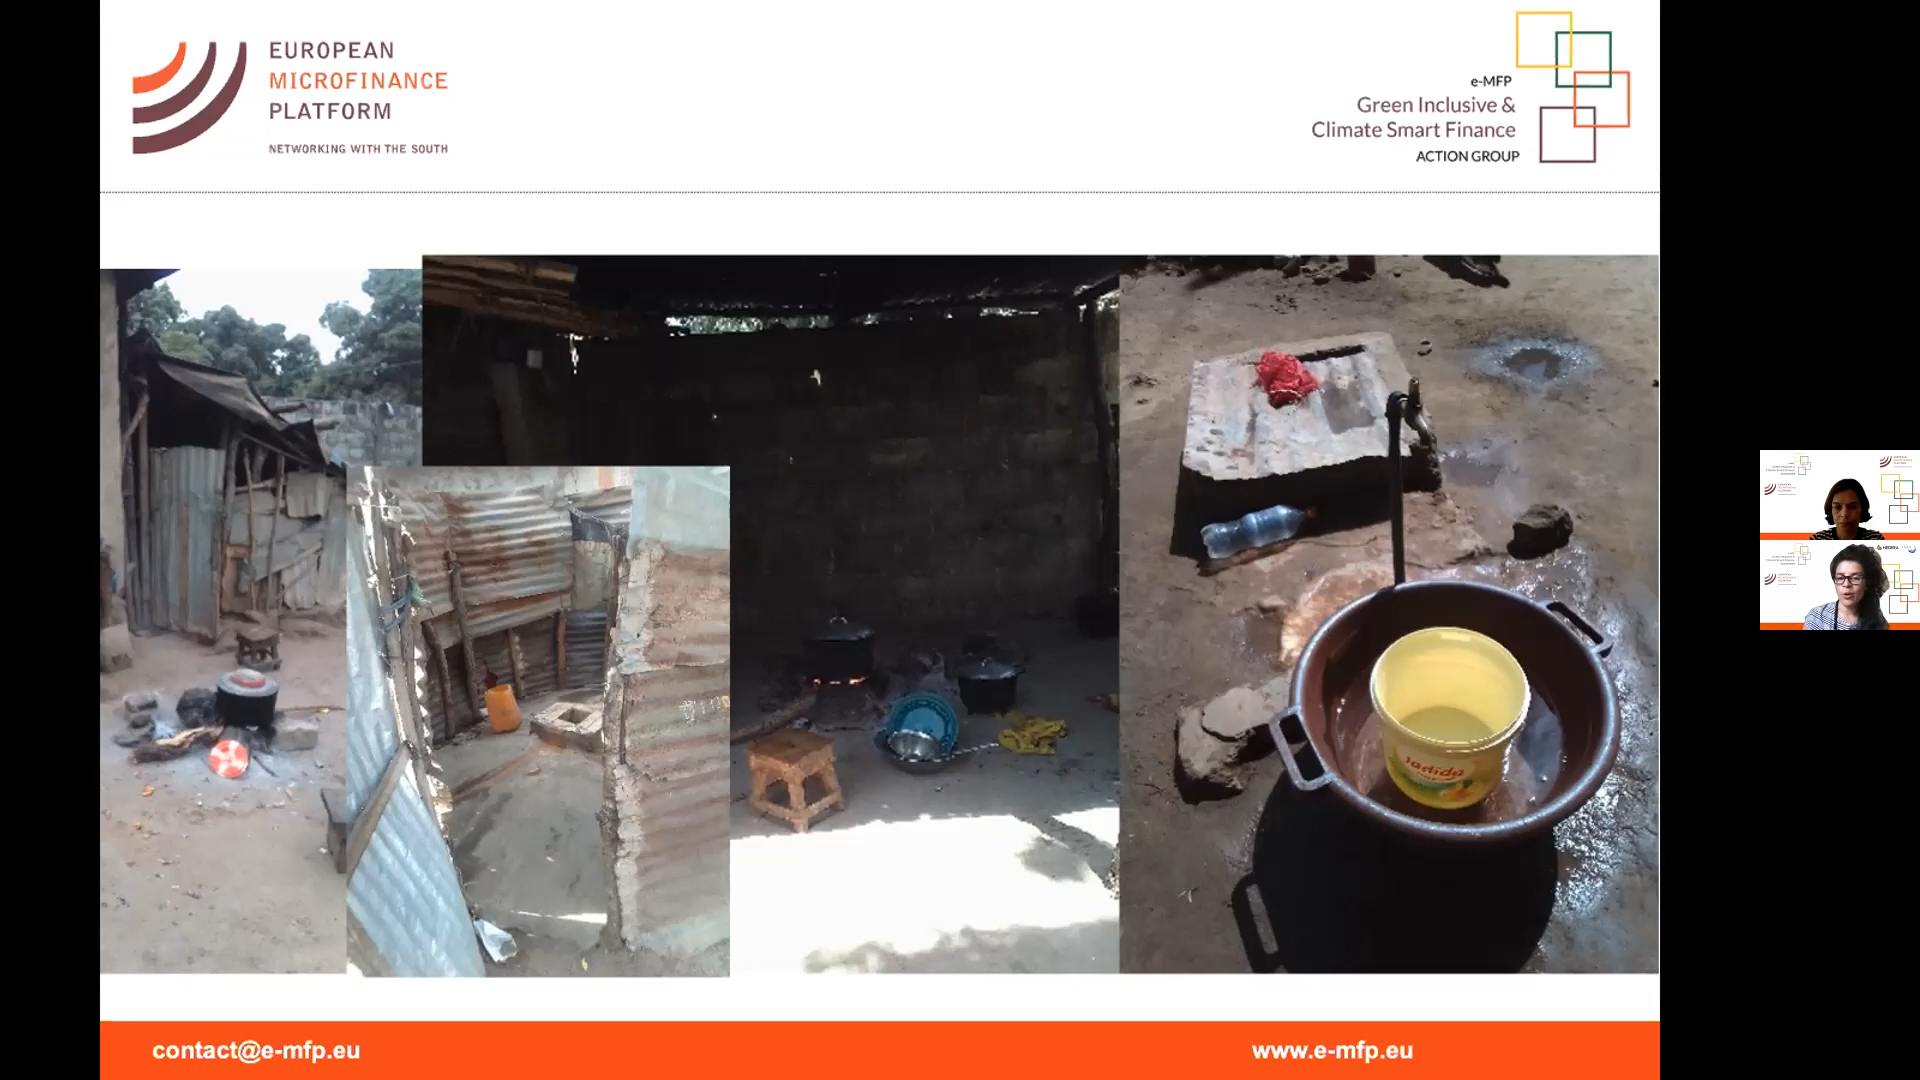 EUROPEAN
MICROFINANCE
PLATFORM
NETWORKING WITH THE SOUTH
e-MFP
Green Inclusive &
Climate Smart Finance
ACTION GROUP
contact@e-mfp.eu
www.e-mfp.eu
HEDERA